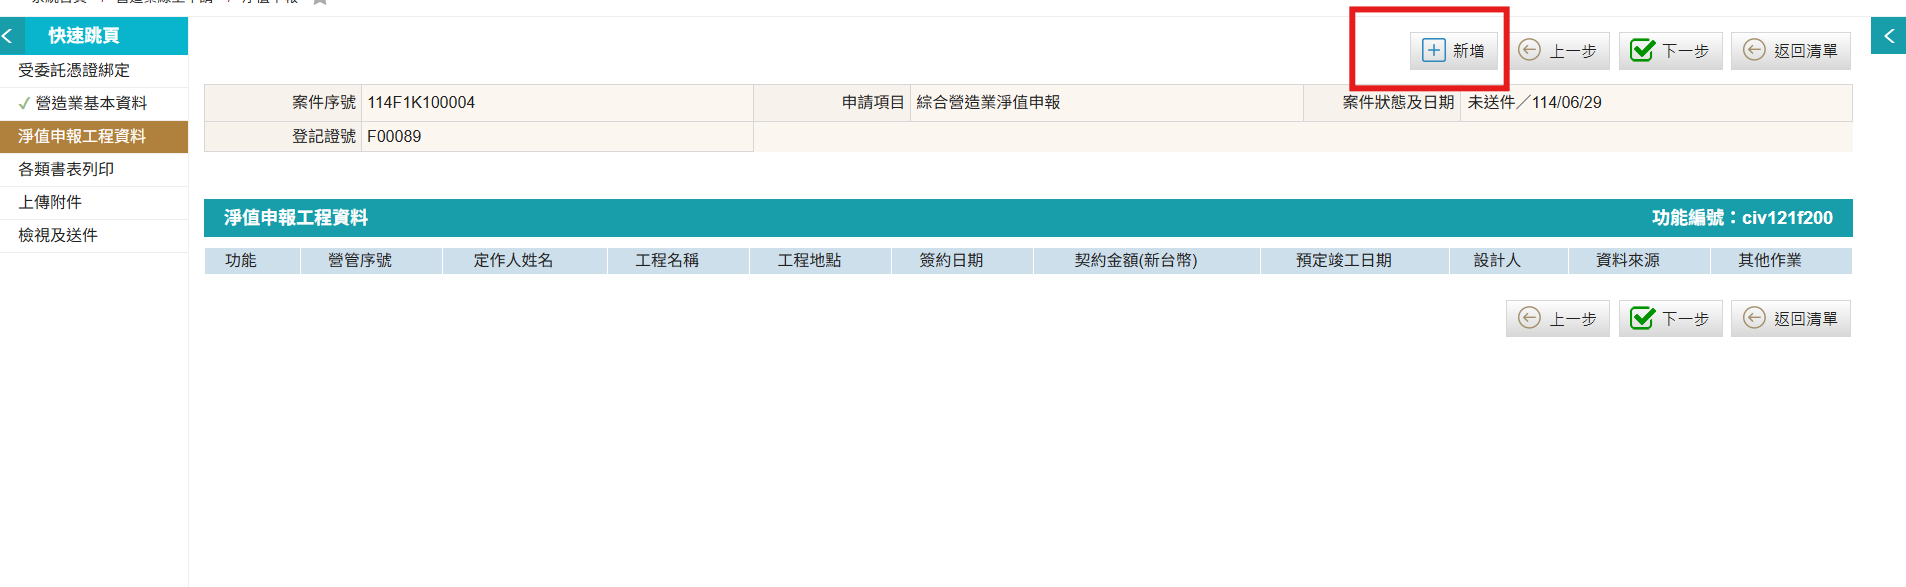 快速跳頁
受委託憑證綁定
營造業基本資料
淨值申報工程資料
各類書表列印
上傳附件
檢視及送件
新增 上一步 下一步 返回清單
案件序號 114F1K100004 申請項目 綜合營造業淨值申報 案件狀態及日期 未送件／114/06/29
登記證號 F00089
淨值申報工程資料 功能編號：civ121f200
功能 營管序號 定作人姓名 工程名稱 工程地點 簽約日期 契約金額(新台幣) 預定竣工日期 設計人 資料來源 其他作業
上一步 下一步 返回清單